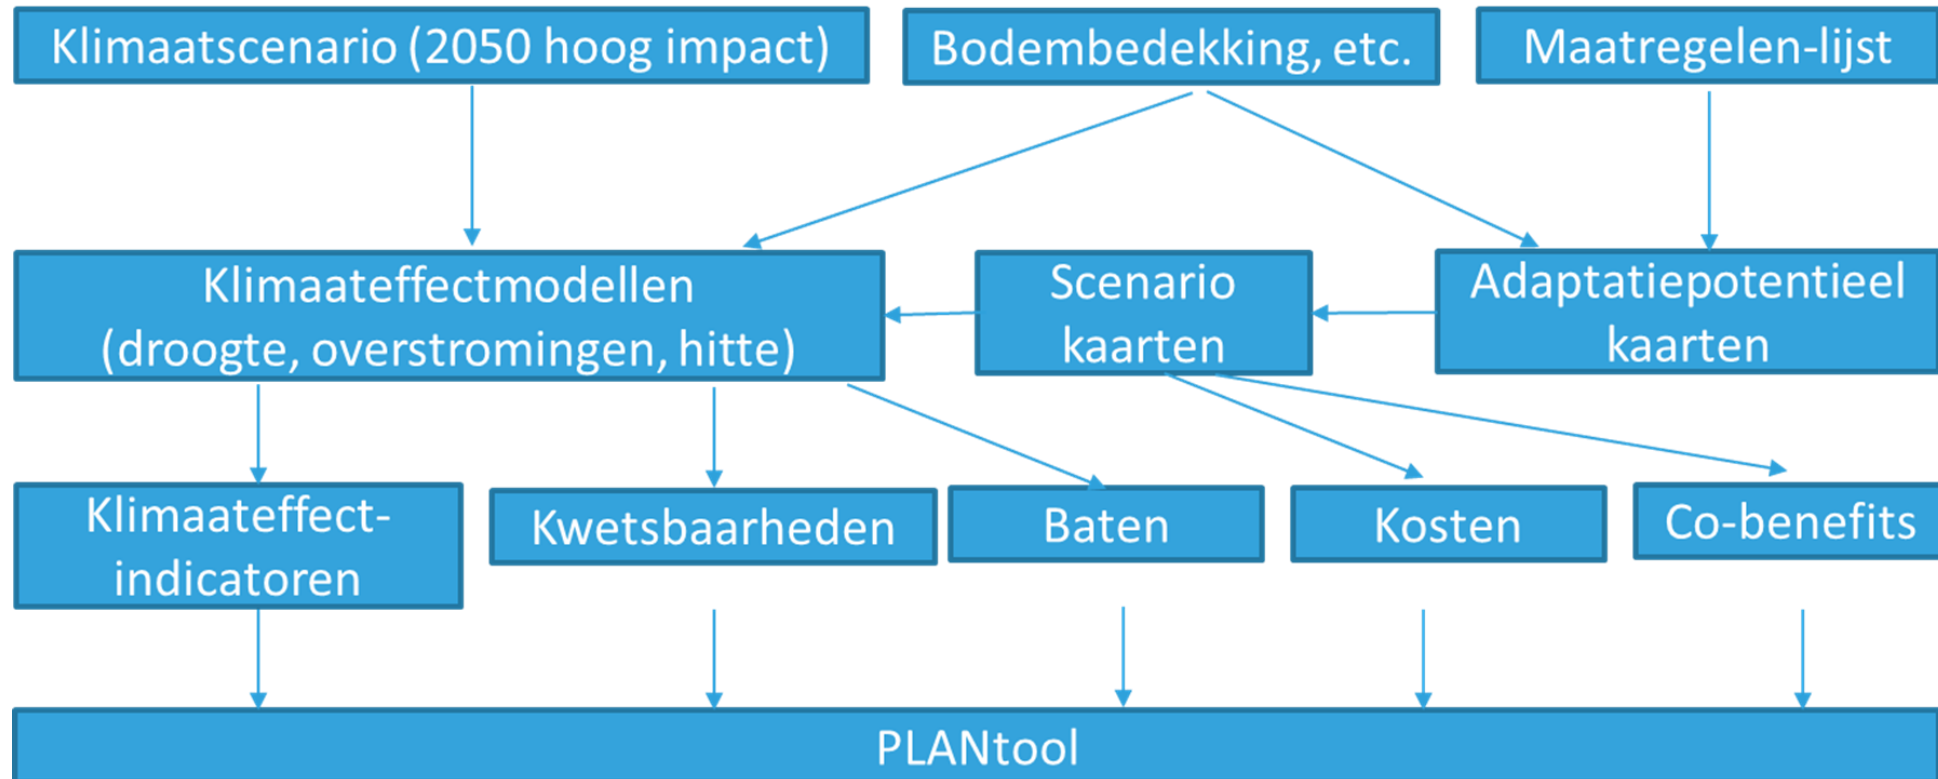 Klimaatscenario (2050 hoog impact)
Bodembedekking, etc.
Maatregelen-lijst
Klimaateffectmodellen
(droogte, overstromingen, hitte)
Scenario
kaarten
Adaptatiepotentieel
kaarten
Klimaateffect-
indicatoren
Kwetsbaarheden
Baten
Kosten
Co-benefits
PLANtool